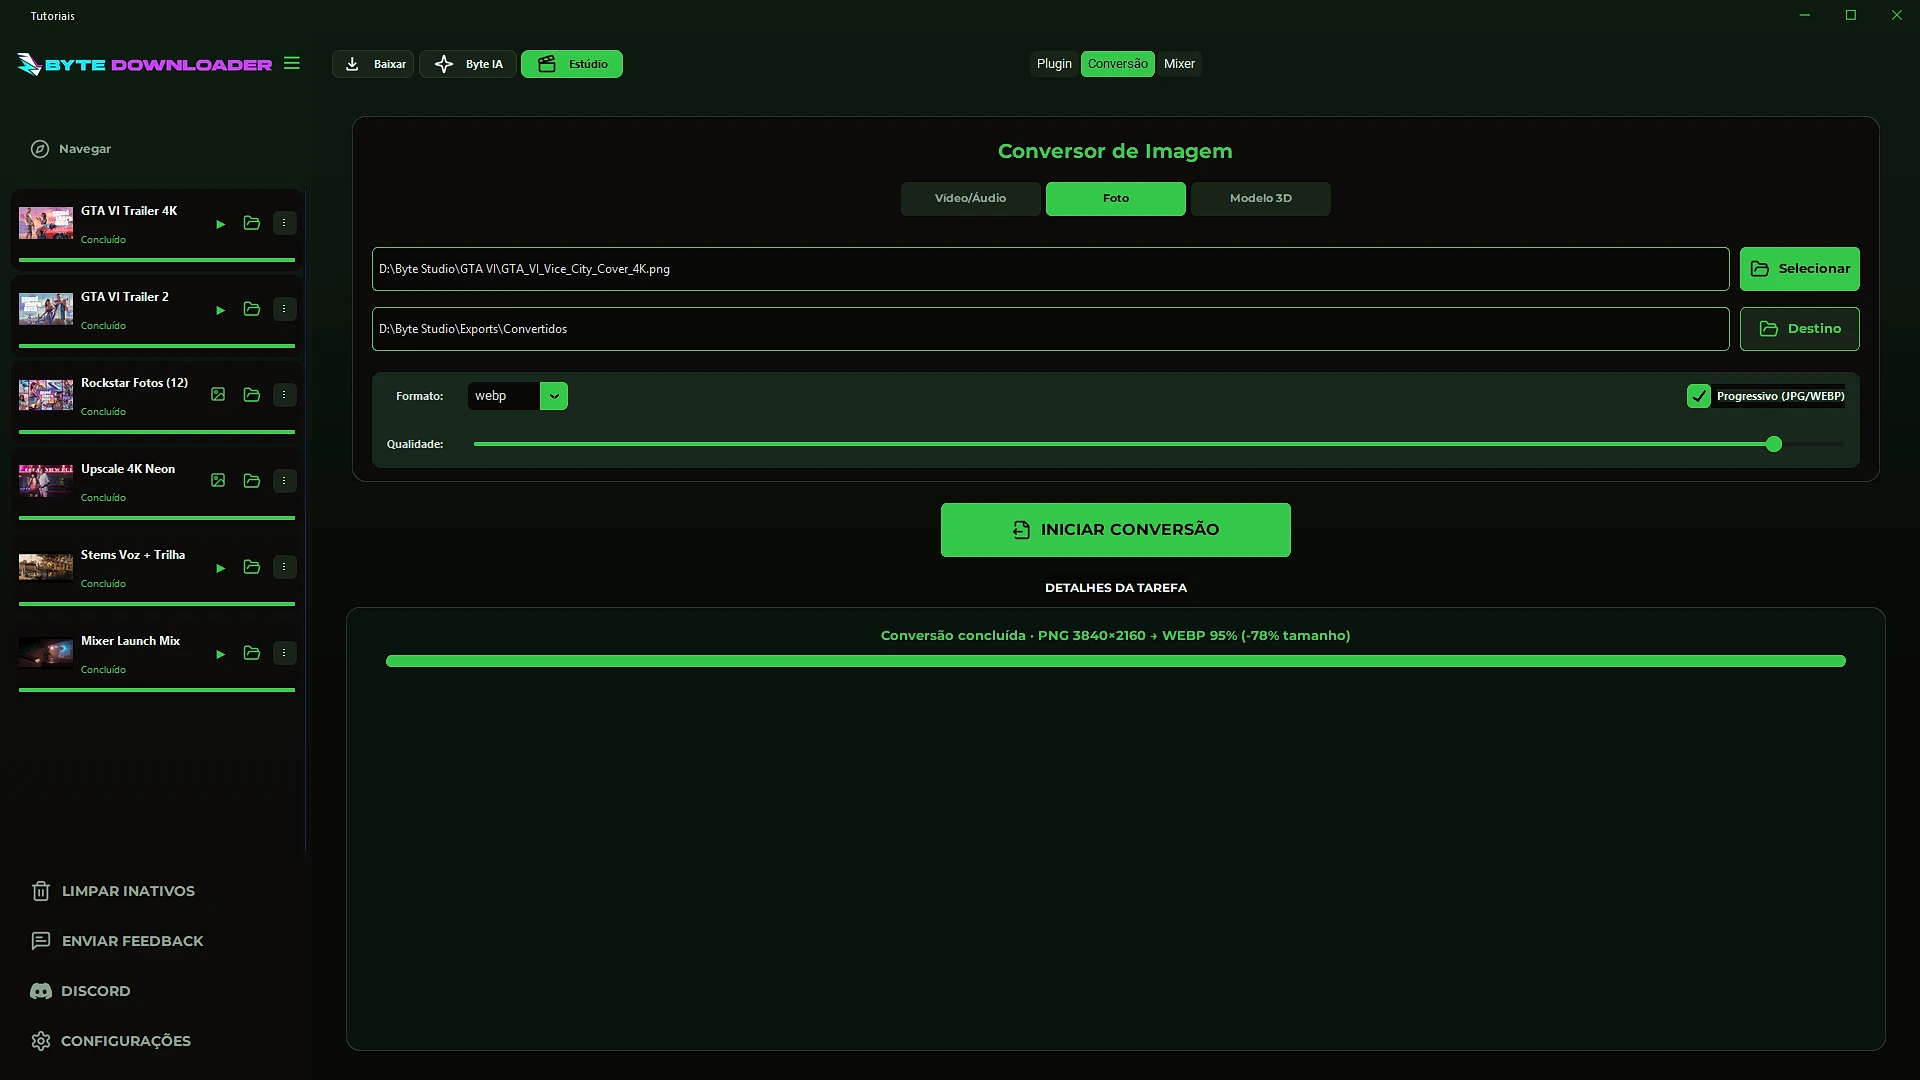 Tutoriais
BYTE DOWNLOADER
Baixar
Byte IA
Estúdio
Plugin
Conversão
Mixer
Navegar
GTA VI Trailer 4K
Concluído
GTA VI Trailer 2
Concluído
Rockstar Fotos (12)
Concluído
Upscale 4K Neon
Concluído
Stems Voz + Trilha
Concluído
Mixer Launch Mix
Concluído
LIMPAR INATIVOS
ENVIAR FEEDBACK
DISCORD
CONFIGURAÇÕES
Conversor de Imagem
Vídeo/Áudio
Foto
Modelo 3D
D:\Byte Studio\GTA VI\GTA_VI_Vice_City_Cover_4K.png
Selecionar
D:\Byte Studio\Exports\Convertidos
Destino
Formato:
webp
Progressivo (JPG/WEBP)
Qualidade:
INICIAR CONVERSÃO
DETALHES DA TAREFA
Conversão concluída · PNG 3840×2160 → WEBP 95% (-78% tamanho)